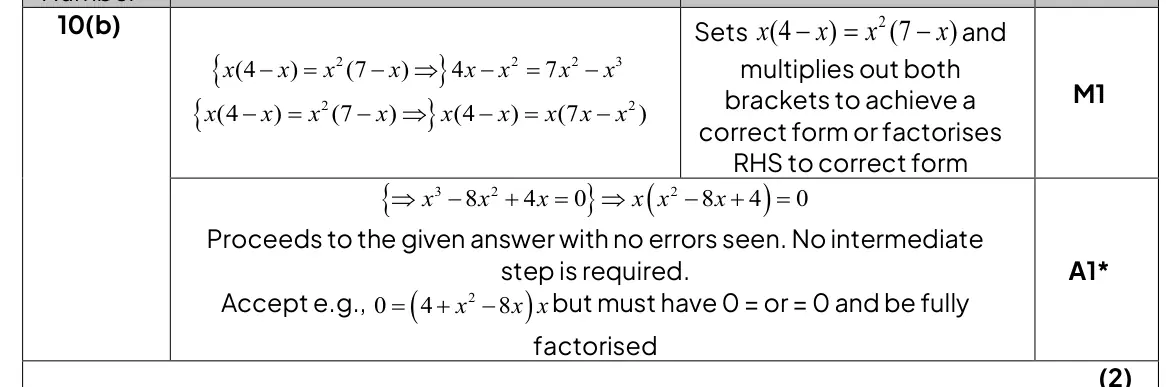 Number
10(b)
{x(4 − x) = x²(7 − x) ⇒} 4x − x² = 7x² − x³
{x(4 − x) = x²(7 − x) ⇒} x(4 − x) = x(7x − x²)
Sets x(4 − x) = x²(7 − x) and
multiplies out both
brackets to achieve a
correct form or factorises
RHS to correct form
M1
{⇒ x³ − 8x² + 4x = 0} ⇒ x(x² − 8x + 4) = 0
Proceeds to the given answer with no errors seen. No intermediate
step is required.
Accept e.g., 0 = (4 + x² − 8x)x but must have 0 = or = 0 and be fully
factorised
A1*
(2)